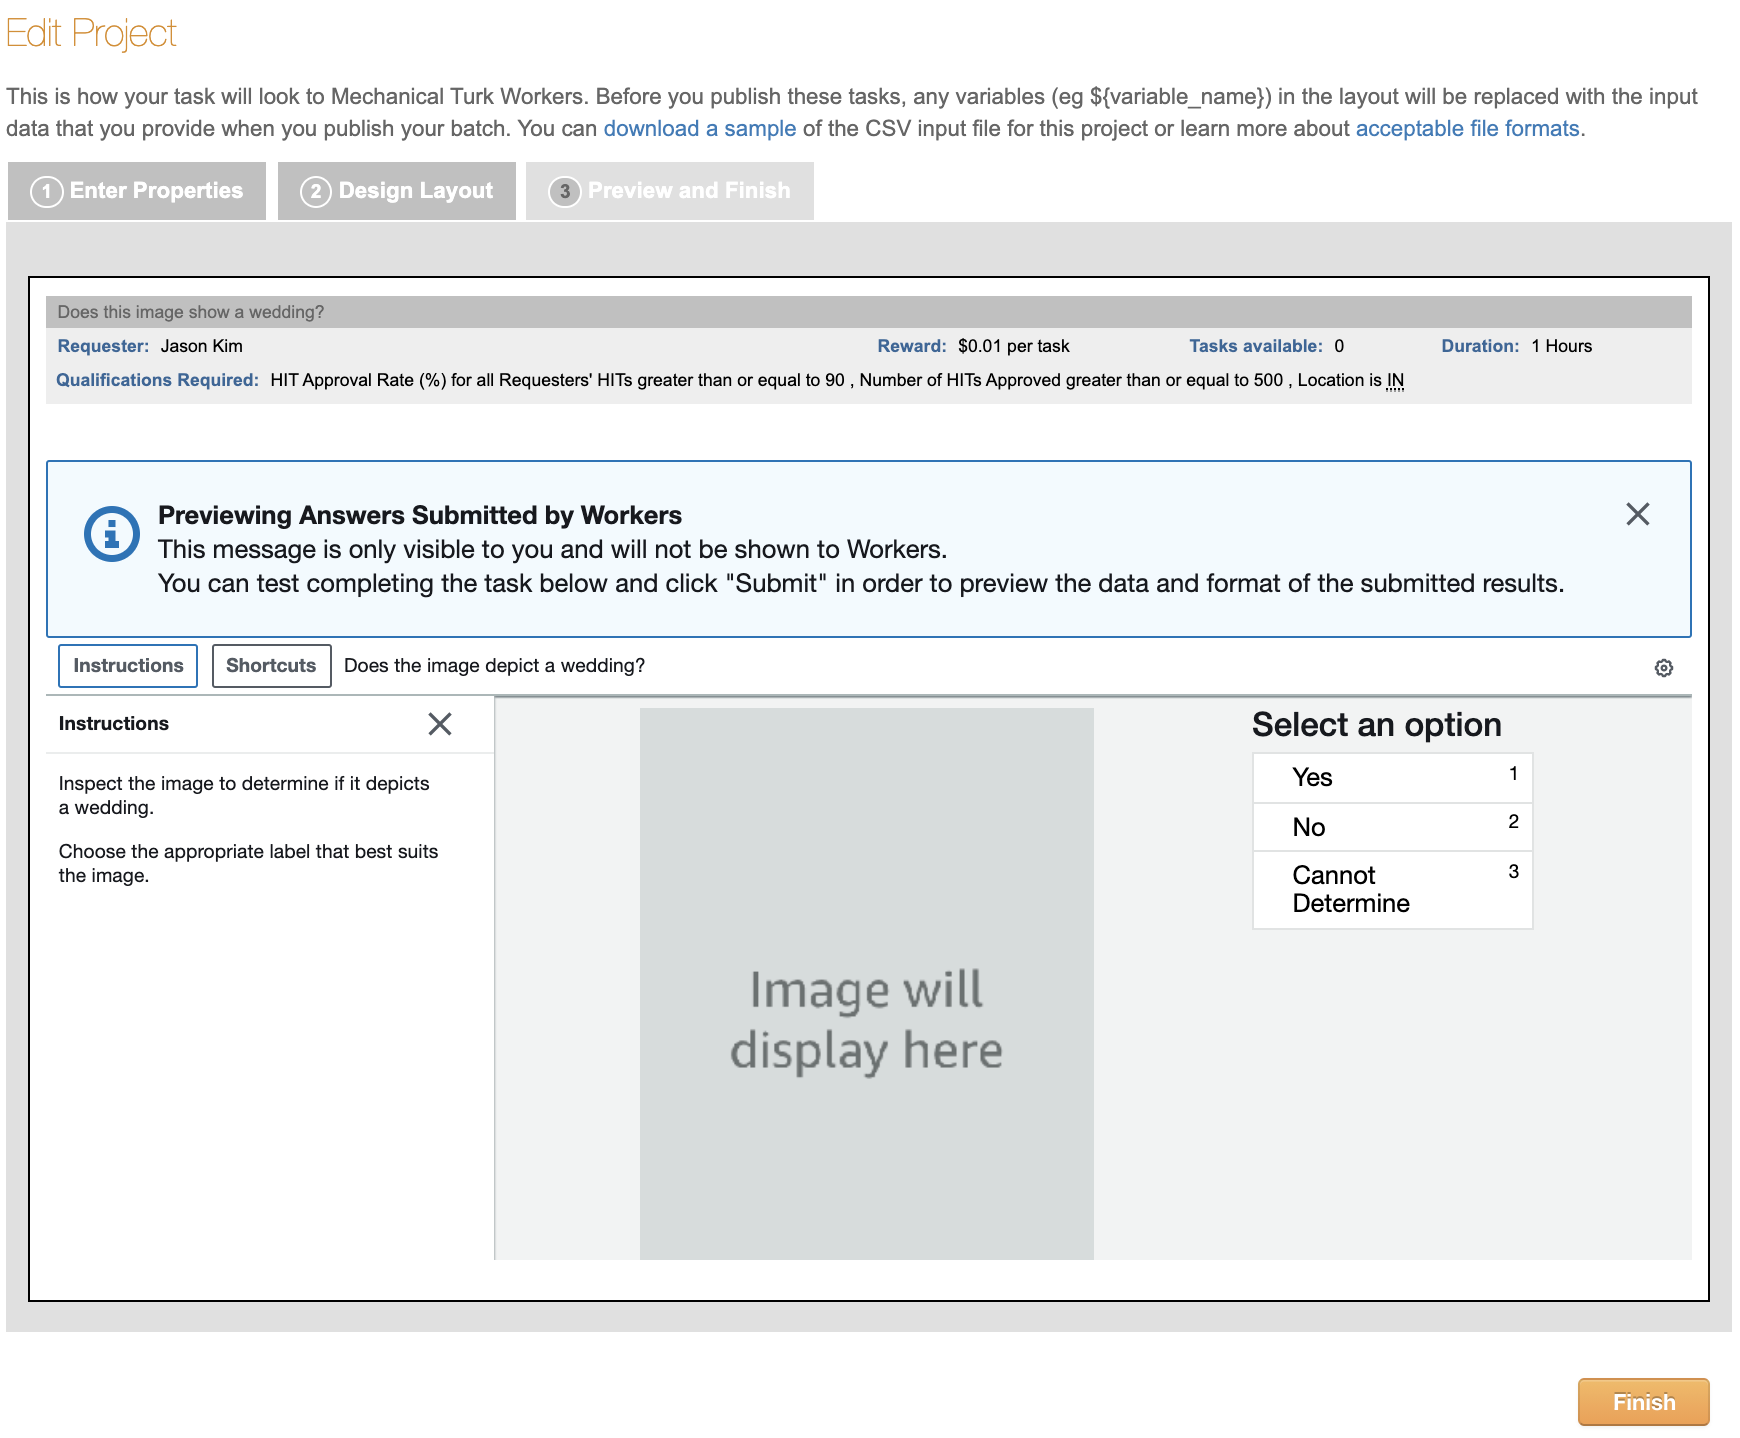 Edit Project
This is how your task will look to Mechanical Turk Workers. Before you publish these tasks, any variables (eg ${variable_name}) in the layout will be replaced with the input
data that you provide when you publish your batch. You can download a sample of the CSV input file for this project or learn more about acceptable file formats.
1 Enter Properties 2 Design Layout 3 Preview and Finish
Does this image show a wedding?
Requester: Jason Kim Reward: $0.01 per task Tasks available: 0 Duration: 1 Hours
Qualifications Required: HIT Approval Rate (%) for all Requesters' HITs greater than or equal to 90 , Number of HITs Approved greater than or equal to 500 , Location is IN
Previewing Answers Submitted by Workers
This message is only visible to you and will not be shown to Workers.
You can test completing the task below and click "Submit" in order to preview the data and format of the submitted results.
Instructions Shortcuts Does the image depict a wedding?
Instructions
Inspect the image to determine if it depicts
a wedding.
Choose the appropriate label that best suits
the image.
Image will
display here
Select an option
Yes 1
No 2
Cannot 3
Determine
Finish